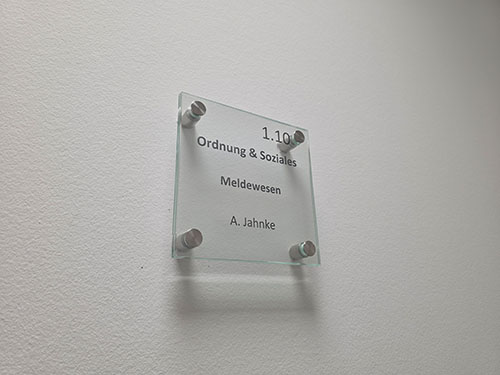 1.10
Ordnung & Soziales
Meldewesen
A. Jahnke